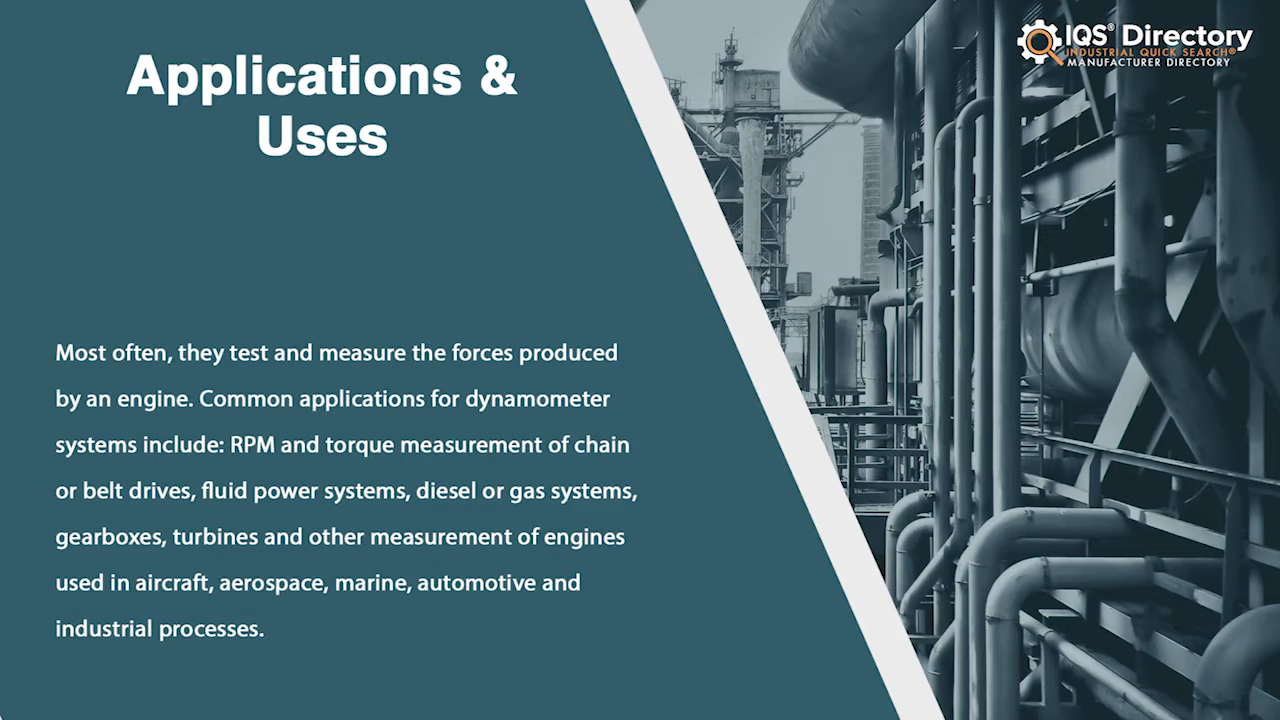 Applications &
Uses
IQS® Directory
INDUSTRIAL QUICK SEARCH®
MANUFACTURER DIRECTORY
Most often, they test and measure the forces produced
by an engine. Common applications for dynamometer
systems include: RPM and torque measurement of chain
or belt drives, fluid power systems, diesel or gas systems,
gearboxes, turbines and other measurement of engines
used in aircraft, aerospace, marine, automotive and
industrial processes.